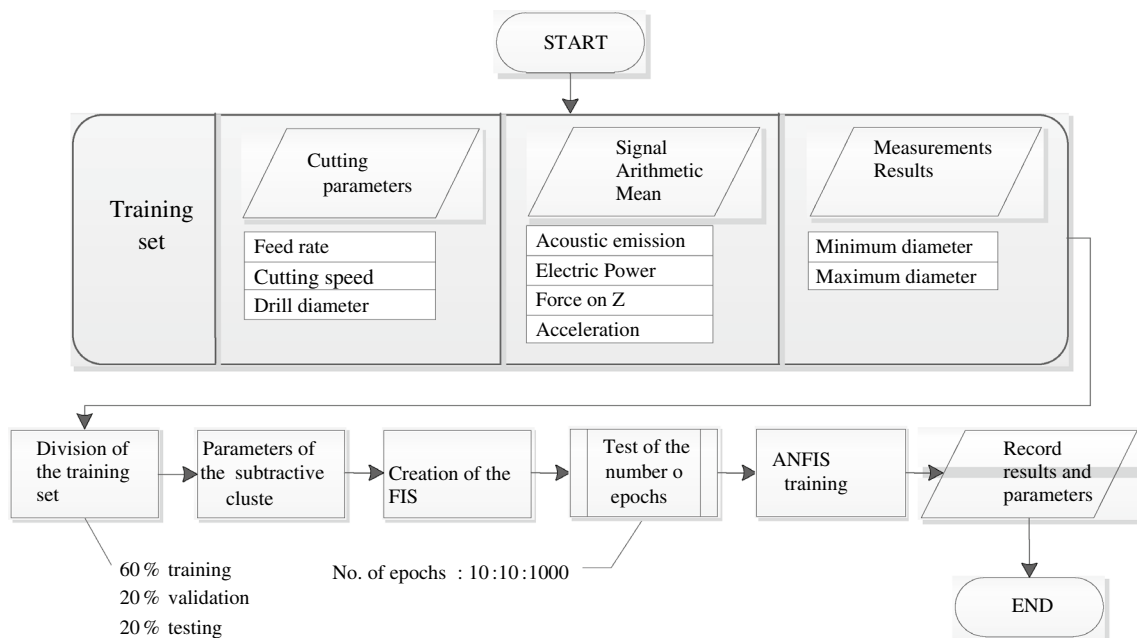 START
Training
set
Cutting
parameters
Feed rate
Cutting speed
Drill diameter
Signal
Arithmetic
Mean
Acoustic emission
Electric Power
Force on Z
Acceleration
Measurements
Results
Minimum diameter
Maximum diameter
Division of
the training
set
Parameters of
the subtractive
cluste
Creation of the
FIS
Test of the
number o
epochs
ANFIS
training
Record
results and
parameters
60% training
20% validation
20% testing
No. of epochs : 10:10:1000
END